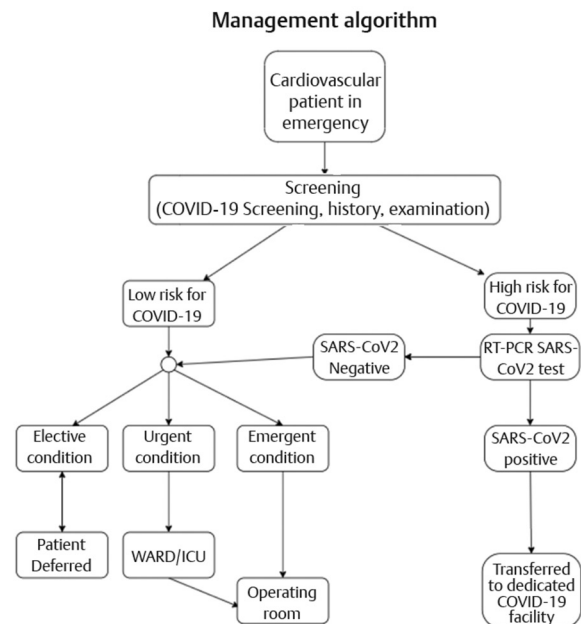 Management algorithm
Cardiovascular
patient in
emergency
Screening
(COVID-19 Screening, history, examination)
Low risk for
COVID-19
High risk for
COVID-19
SARS-CoV2
Negative
RT-PCR SARS-
CoV2 test
Elective
condition
Urgent
condition
Emergent
condition
SARS-CoV2
positive
Patient
Deferred
WARD/ICU
Operating
room
Transferred
to dedicated
COVID-19
facility